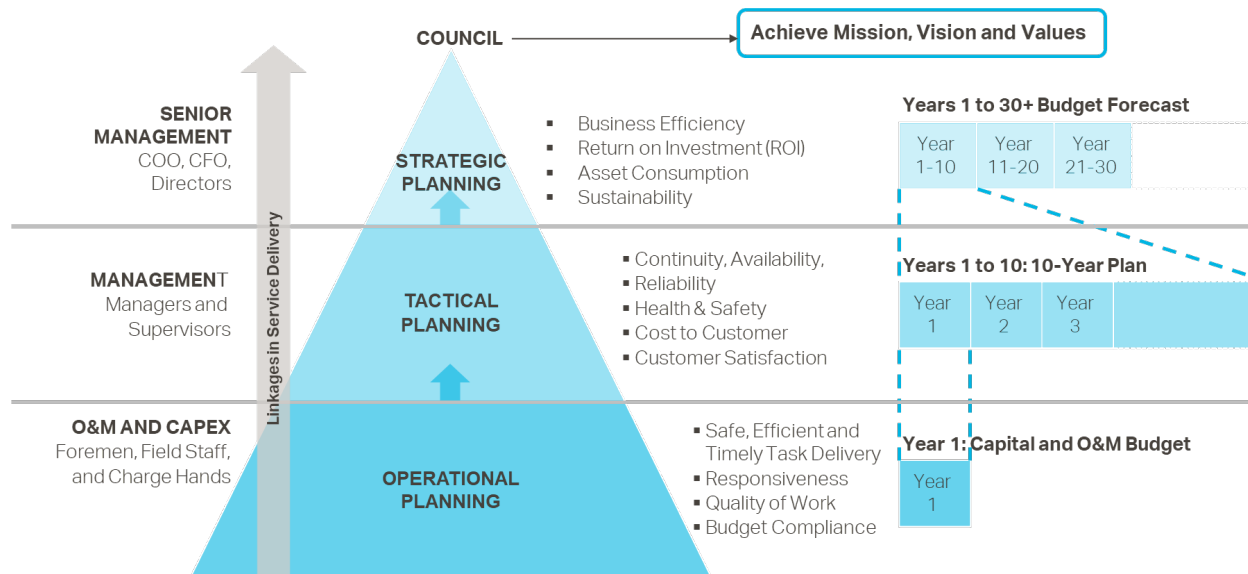 COUNCIL
Achieve Mission, Vision and Values
Linkagesin Service Delivery
SENIOR
MANAGEMENT
COO, CFO,
Directors
STRATEGIC
PLANNING
▪ Business Efficiency
▪ Return on Investment (ROI)
▪ Asset Consumption
▪ Sustainability
Years 1 to 30+ Budget Forecast
Year
1-10
Year
11-20
Year
21-30
MANAGEMENT
Managers and
Supervisors
TACTICAL
PLANNING
▪ Continuity, Availability,
▪ Reliability
▪ Health & Safety
▪ Cost to Customer
▪ Customer Satisfaction
Years 1 to 10: 10-Year Plan
Year
1
Year
2
Year
3
O&M AND CAPEX
Foremen, Field Staff,
and Charge Hands
OPERATIONAL
PLANNING
▪ Safe, Efficient and
Timely Task Delivery
▪ Responsiveness
▪ Quality of Work
▪ Budget Compliance
Year 1: Capital and O&M Budget
Year
1